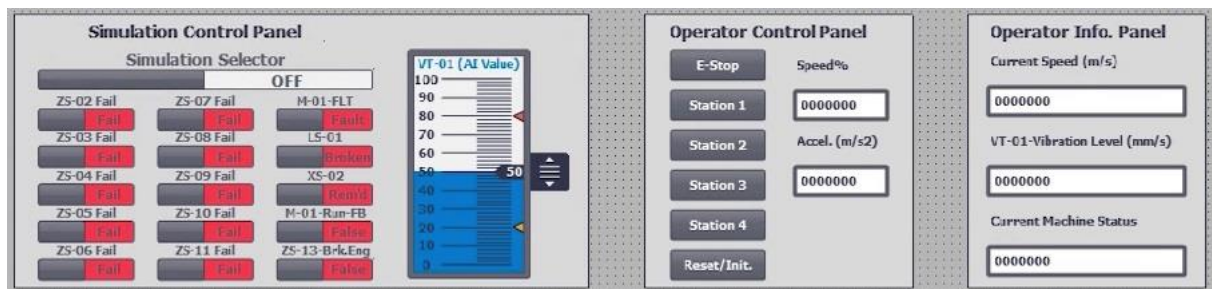 Simulation Control Panel
Simulation Selector
OFF
ZS-02 Fail
Fail
ZS-03 Fail
Fail
ZS-04 Fail
Fail
ZS-05 Fail
Fail
ZS-06 Fail
Fail
ZS-07 Fail
Fail
ZS-08 Fail
Fail
ZS-09 Fail
Fail
ZS-10 Fail
Fail
ZS-11 Fail
Fail
M-01-FLT
Fault
LS-01
Broken
XS-02
Rem'd
M-01-Run-FB
False
ZS-13-Brk.Eng
False
VT-01 (AI Value)
100
90
80
70
60
50
50
40
30
20
10
0
Operator Control Panel
E-Stop
Station 1
Station 2
Station 3
Station 4
Reset/Init.
Speed%
0000000
Accel. (m/s2)
0000000
Operator Info. Panel
Current Speed (m/s)
0000000
VT-01-Vibration Level (mm/s)
0000000
Current Machine Status
0000000